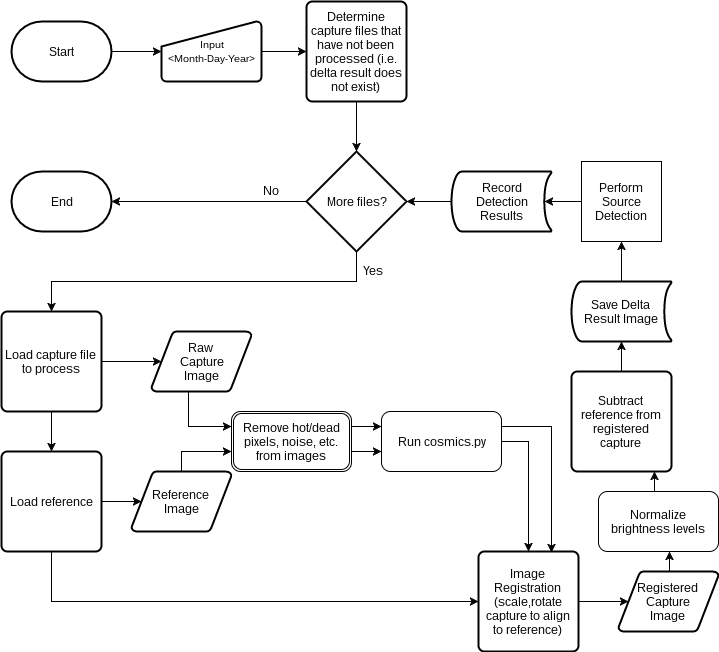 Start
Input
<Month-Day-Year>
Determine
capture files that
have not been
processed (i.e.
delta result does
not exist)
End
No
More files?
Yes
Record
Detection
Results
Perform
Source
Detection
Save Delta
Result Image
Load capture file
to process
Raw
Capture
Image
Subtract
reference from
registered
capture
Remove hot/dead
pixels, noise, etc.
from images
Run cosmics.py
Load reference
Reference
Image
Normalize
brightness levels
Image
Registration
(scale,rotate
capture to align
to reference)
Registered
Capture
Image